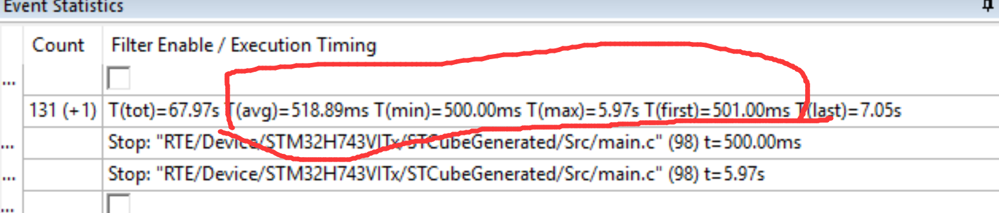 Event Statistics
Count Filter Enable / Execution Timing
...
131 (+1) T(tot)=67.97s T(avg)=518.89ms T(min)=500.00ms T(max)=5.97s T(first)=501.00ms T(last)=7.05s
... Stop: "RTE/Device/STM32H743VITx/STCubeGenerated/Src/main.c" (98) t=500.00ms
... Stop: "RTE/Device/STM32H743VITx/STCubeGenerated/Src/main.c" (98) t=5.97s
...